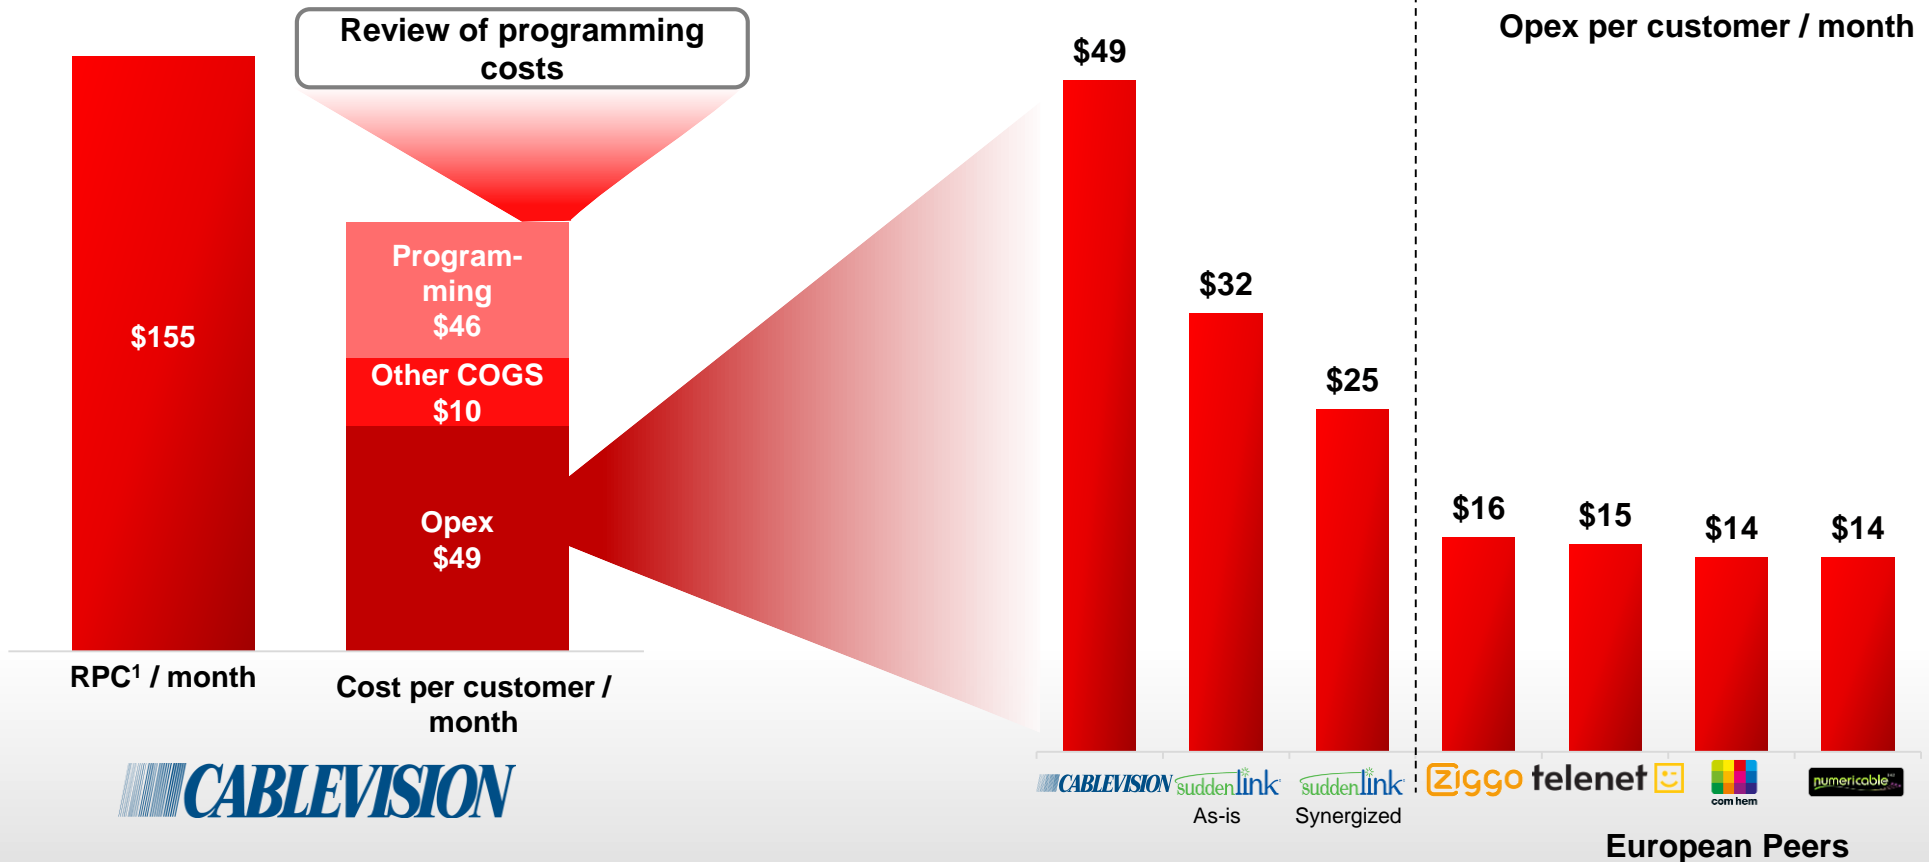 Review of programming
costs
Opex per customer / month
$155
Program-
ming
$46
Other COGS
$10
Opex
$49
RPC¹ / month
Cost per customer /
month
CABLEVISION
$49
$32
$25
$16
$15
$14
$14
CABLEVISION
suddenlink
As-is
suddenlink
Synergized
ziggo
telenet
com hem
numericable
European Peers